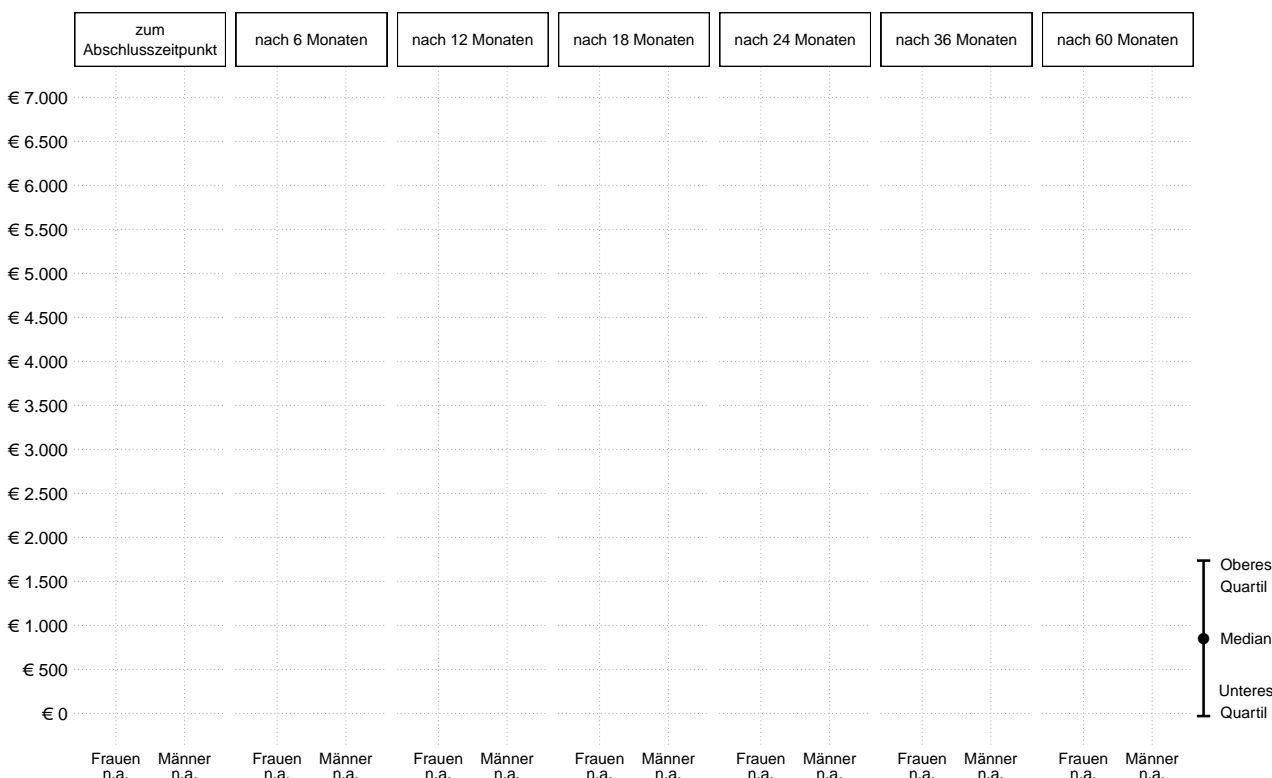 zum
Abschlusszeitpunkt
nach 6 Monaten
nach 12 Monaten
nach 18 Monaten
nach 24 Monaten
nach 36 Monaten
nach 60 Monaten
€ 7.000
€ 6.500
€ 6.000
€ 5.500
€ 5.000
€ 4.500
€ 4.000
€ 3.500
€ 3.000
€ 2.500
€ 2.000
€ 1.500
€ 1.000
€ 500
€ 0
Oberes
Quartil
Median
Unteres
Quartil
Frauen Männer Frauen Männer Frauen Männer Frauen Männer Frauen Männer Frauen Männer Frauen Männer
n.a. n.a. n.a. n.a. n.a. n.a. n.a. n.a. n.a. n.a. n.a. n.a. n.a. n.a.